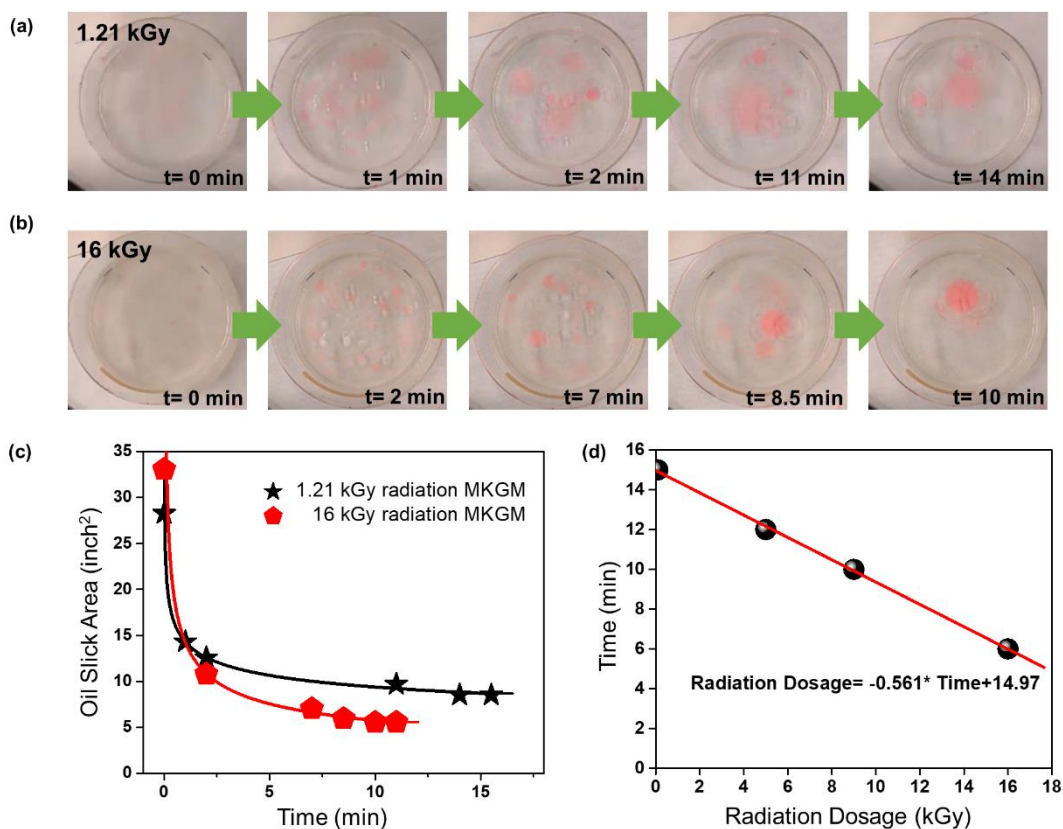 (a)
1.21 kGy
t= 0 min
t= 1 min
t= 2 min
t= 11 min
t= 14 min
(b)
16 kGy
t= 0 min
t= 2 min
t= 7 min
t= 8.5 min
t= 10 min
(c)
Oil Slick Area (inch²)
35
30
25
20
15
10
5
0
1.21 kGy radiation MKGM
16 kGy radiation MKGM
0
5
10
15
Time (min)
(d)
Time (min)
16
14
12
10
8
6
4
2
0
Radiation Dosage= -0.561* Time+14.97
0
2
4
6
8
10
12
14
16
18
Radiation Dosage (kGy)